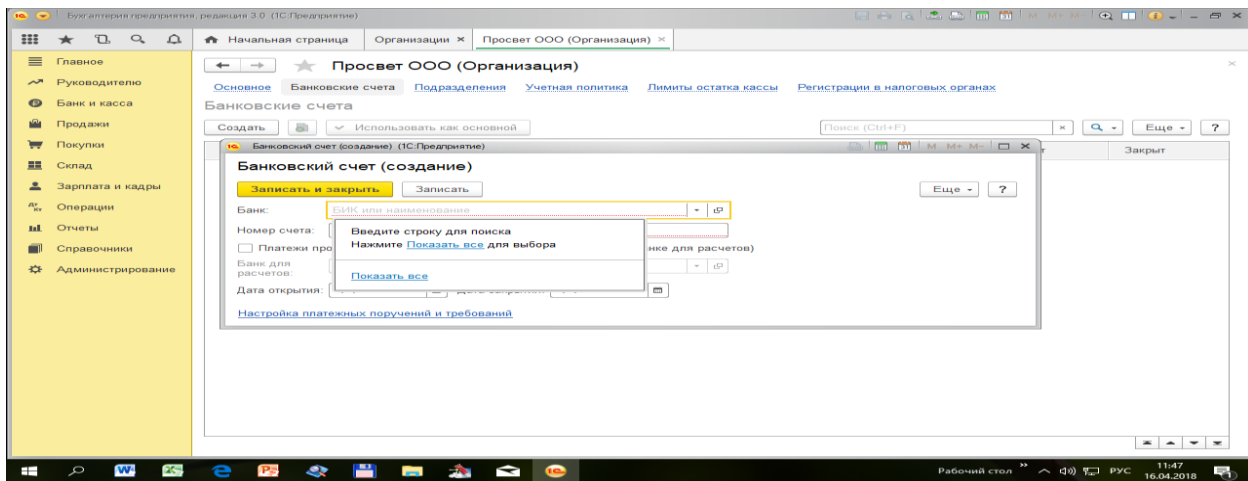 Бухгалтерия предприятия, редакция 3.0 (1С:Предприятие)
M M+ M-
Начальная страница Организации × Просвет ООО (Организация) ×
Главное
Руководителю
Банк и касса
Продажи
Покупки
Склад
Зарплата и кадры
Операции
Отчеты
Справочники
Администрирование
Просвет ООО (Организация)
Основное Банковские счета Подразделения Учетная политика Лимиты остатка кассы Регистрации в налоговых органах
Банковские счета
Создать Использовать как основной Поиск (Ctrl+F) × Еще ?
Закрыт
Банковский счет (создание) (1С:Предприятие) M M+ M-
Банковский счет (создание)
Записать и закрыть Записать Еще ?
Банк: БИК или наименование
Номер счета:
Введите строку для поиска
Нажмите Показать все для выбора
Показать все
Платежи про нке для расчетов)
Банк для
расчетов:
Дата открытия:
Настройка платежных поручений и требований
Рабочий стол РУС 11:47
16.04.2018